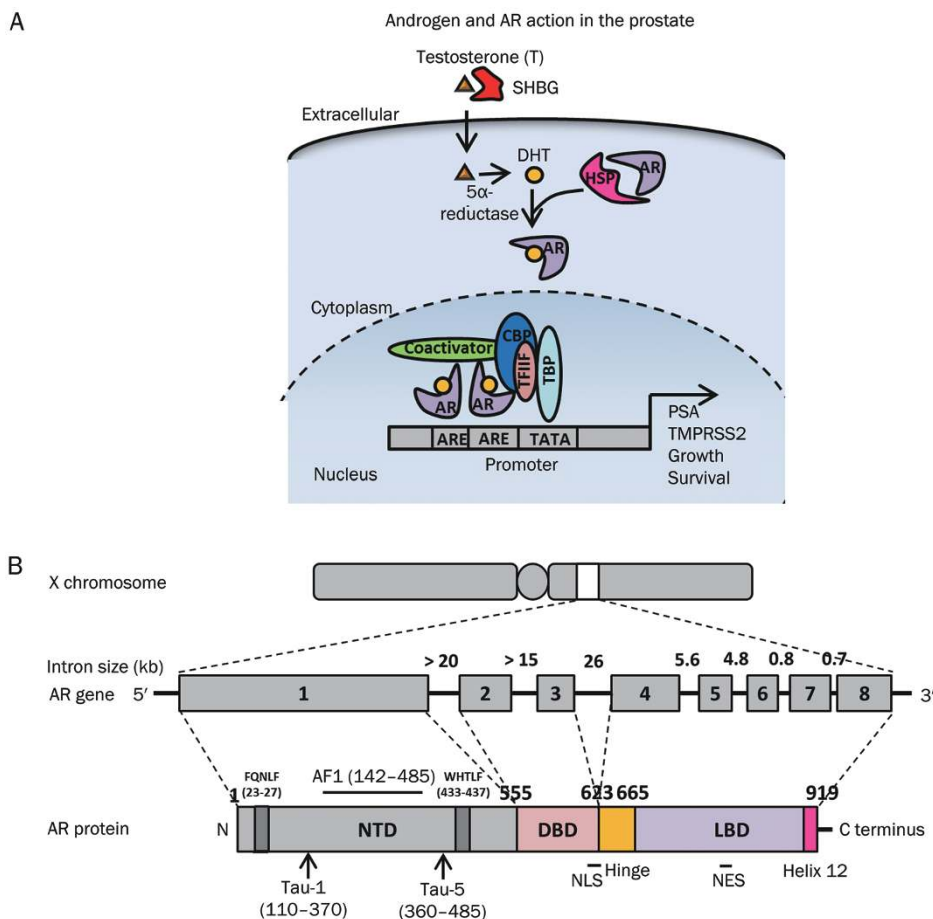 A
Androgen and AR action in the prostate
Testosterone (T)
SHBG
Extracellular
DHT
HSP
AR
5α-
reductase
AR
Cytoplasm
Coactivator
CBP
TFIIF
TBP
AR
AR
ARE
ARE
TATA
Promoter
Nucleus
PSA
TMPRSS2
Growth
Survival
B
X chromosome
Intron size (kb)
> 20
> 15
26
5.6
4.8
0.8
0.7
AR gene
5′
1
2
3
4
5
6
7
8
3′
FQNLF
(23–27)
AF1 (142–485)
WHTLF
(433-437)
1
555
623
665
919
AR protein
N
NTD
DBD
LBD
C terminus
NLS
Hinge
NES
Helix 12
Tau-1
(110–370)
Tau-5
(360–485)